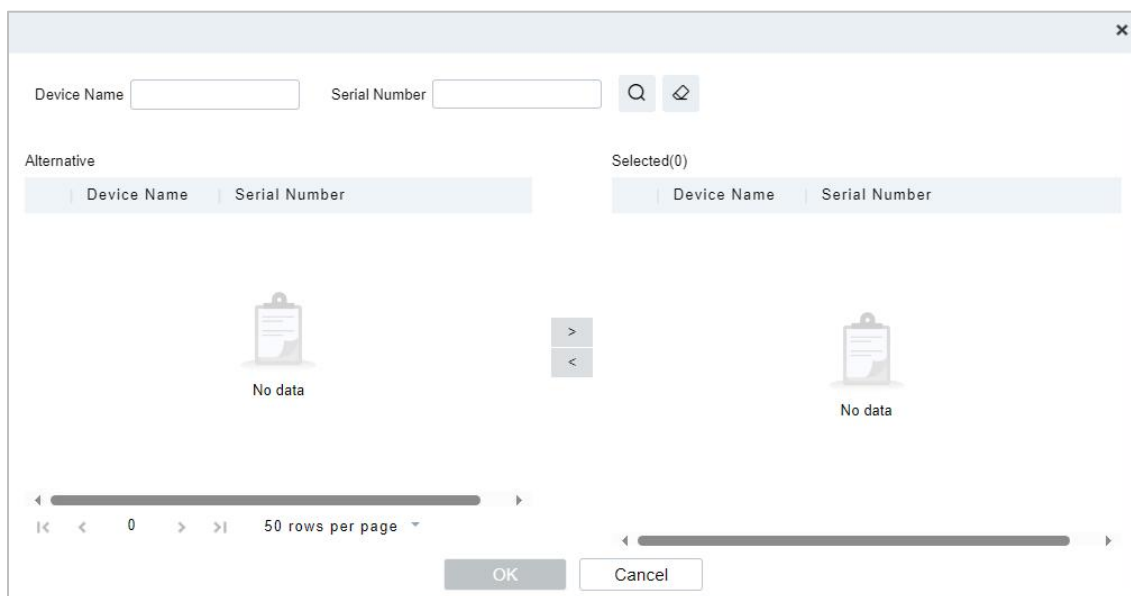 ×
Device Name
Serial Number
Alternative
Selected(0)
Device Name Serial Number
Device Name Serial Number
>
<
No data
No data
0
50 rows per page
OK
Cancel